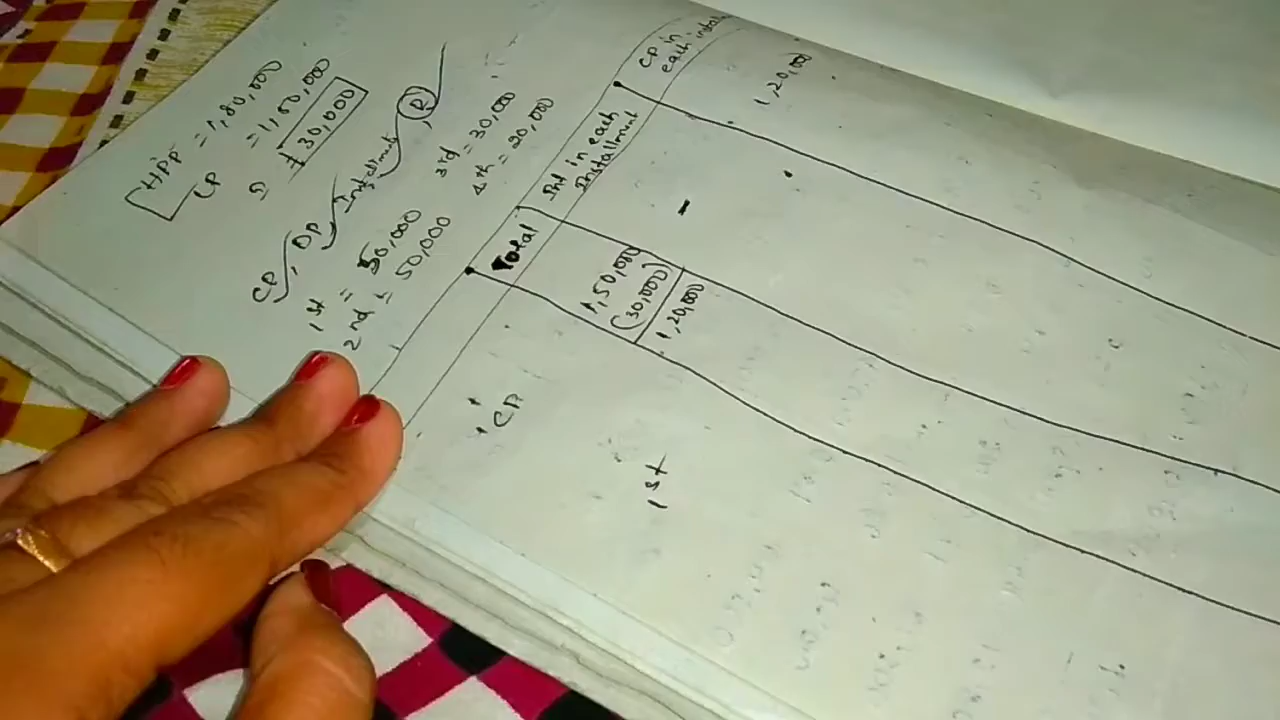 HPP = 1,80,000
CP = 1,50,000
30,000
CP, DP, Installment, R
1st = 50,000
2nd = 50,000
3rd = 30,000
4th = 20,000
Total
Int in each Installment
CP in each install
CP
1,50,000
(30,000)
1st
1,20,000
-
1,20,000